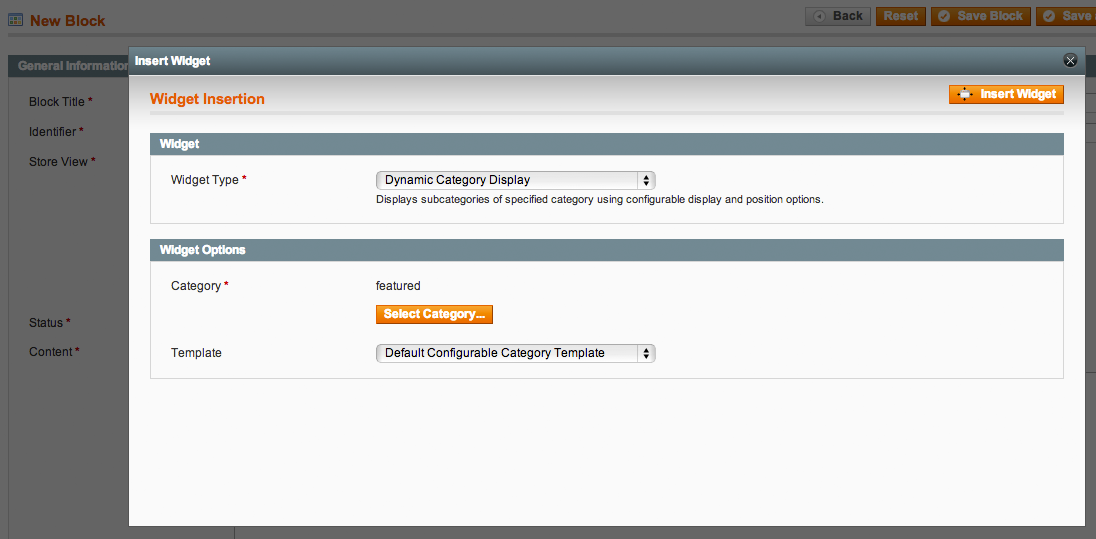 New Block
Back Reset Save Block Save
General Information
Insert Widget
Block Title *
Widget Insertion
Insert Widget
Identifier *
Widget
Store View *
Widget Type *
Dynamic Category Display
Displays subcategories of specified category using configurable display and position options.
Widget Options
Category *
featured
Select Category...
Status *
Content *
Template
Default Configurable Category Template